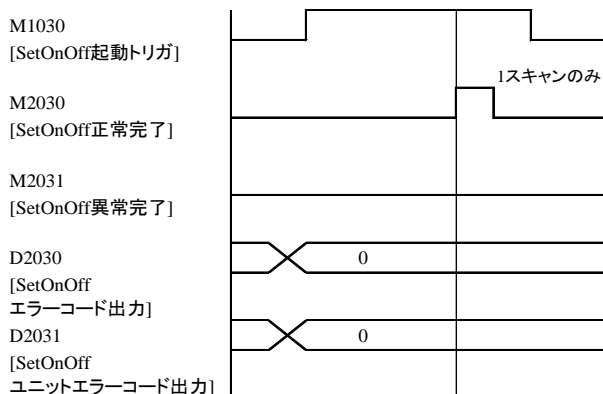 M1030
[SetOnOff起動トリガ]
1スキャンのみ
M2030
[SetOnOff正常完了]
M2031
[SetOnOff異常完了]
D2030
0
[SetOnOff
エラーコード出力]
D2031
0
[SetOnOff
ユニットエラーコード出力]